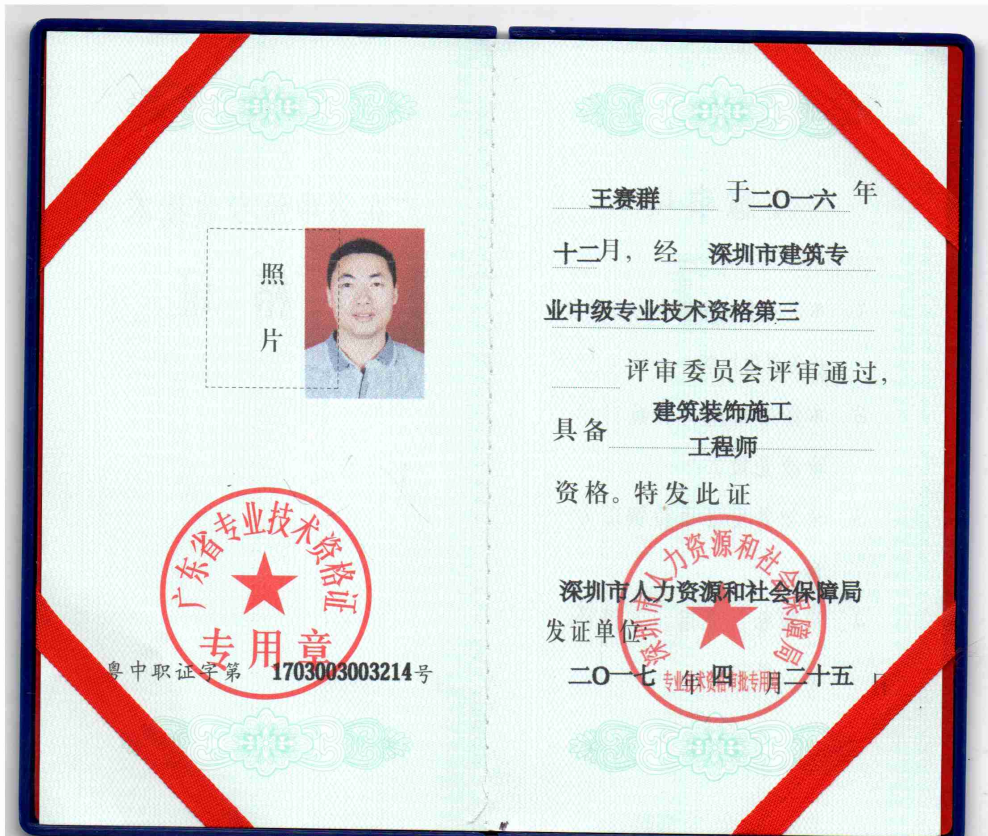 照
片
广东省专业技术资格证
专用章
粤中职证字第 1703003003214号
王赛群 于二〇一六 年
十二月，经 深圳市建筑专
业中级专业技术资格第三
评审委员会评审通过，
具备 建筑装饰施工
工程师
资格。特发此证
深圳市人力资源和社会保障局
深圳市人力资源和社会保障局
发证单位:
二〇一七 年 四 月二十五 日
专业技术资格审批专用章